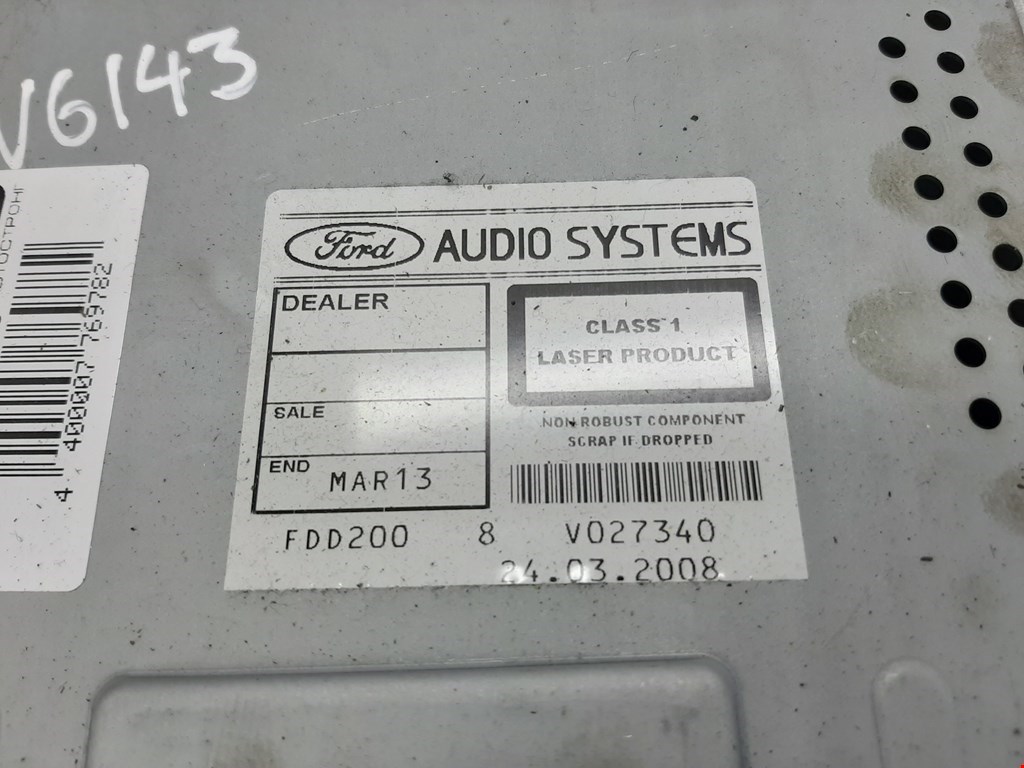 V6143
Ford AUDIO SYSTEMS
DEALER
SALE
END MAR13
CLASS 1
LASER PRODUCT
NON ROBUST COMPONENT
SCRAP IF DROPPED
FDD200 8 V027340
24.03.2008
4 400007 769782